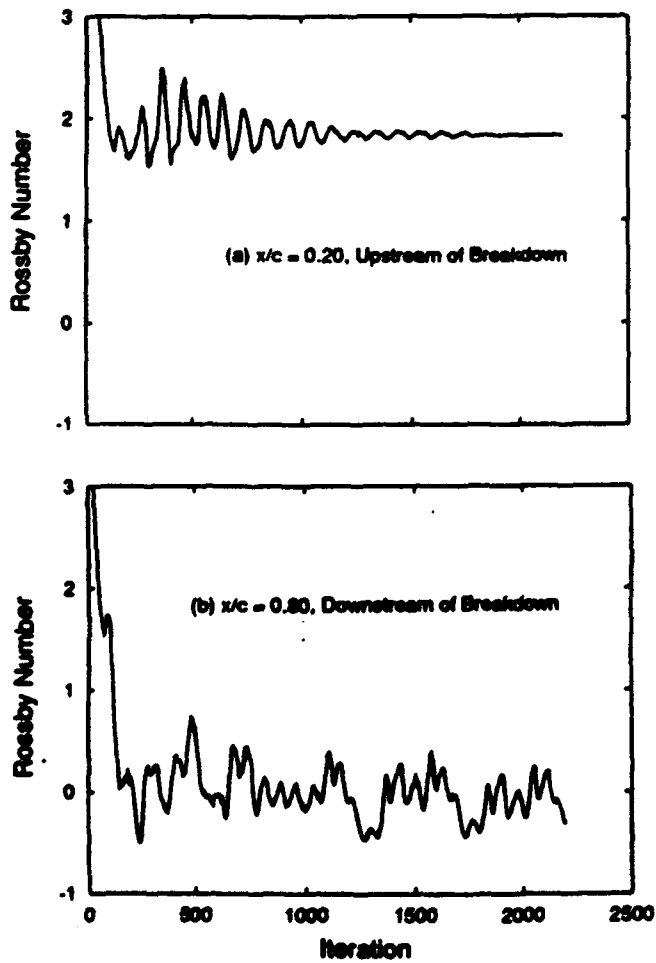 3
2
1
0
-1
Rossby Number
(a) x/c = 0.20, Upstream of Breakdown
3
2
1
0
-1
Rossby Number
(b) x/c = 0.80, Downstream of Breakdown
0 500 1000 1500 2000 2500
Iteration